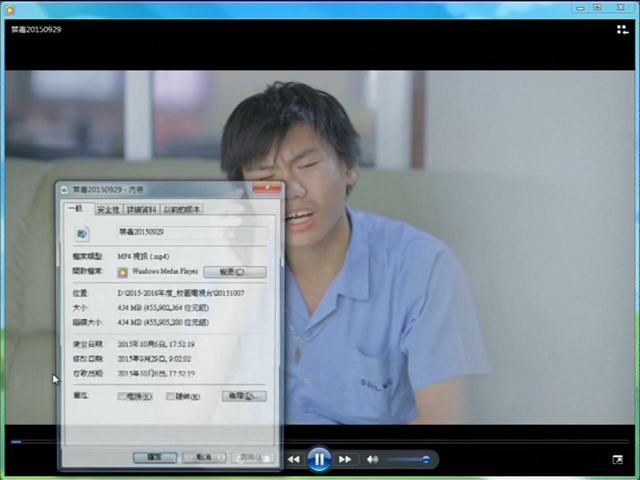 禁毒20150929
禁毒20150929 - 內容
一般 安全性 詳細資料 以前的版本
禁毒20150929
檔案類型: MP4 視訊 (.mp4)
開啟檔案: Windows Media Player 變更(C)...
位置: D:\2015-2016年度_校園電視台\20151007
大小: 434 MB (455,902,364 位元組)
磁碟大小: 434 MB (455,905,280 位元組)
建立日期: 2015年10月6日, 17:52:19
修改日期: 2015年9月29日, 9:02:02
存取日期: 2015年10月6日, 17:52:19
屬性: 唯讀(R) 隱藏(H) 進階(D)...
確定 取消